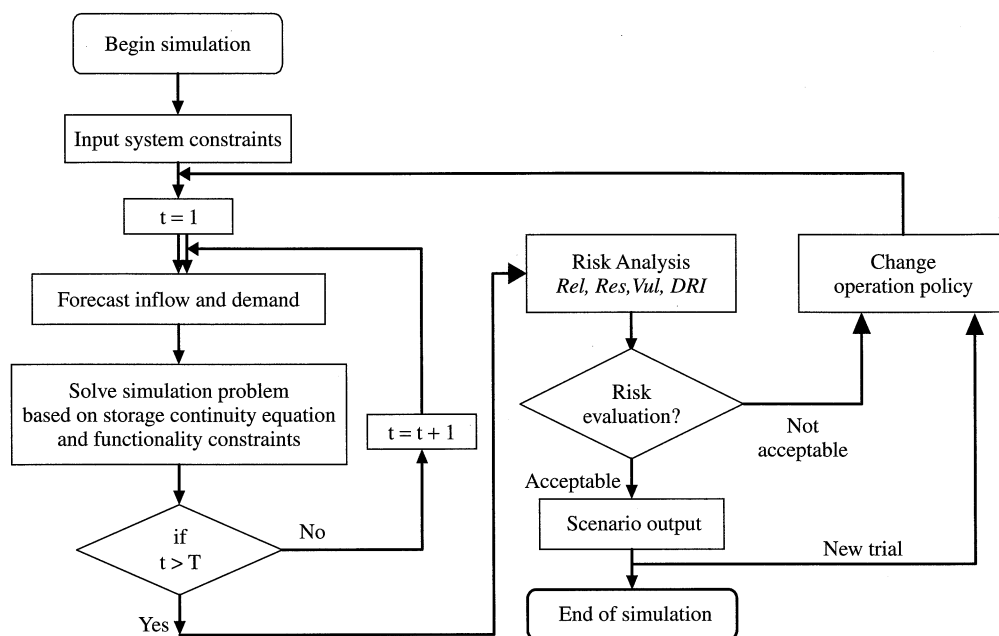 Begin simulation
Input system constraints
t = 1
Forecast inflow and demand
Solve simulation problem
based on storage continuity equation
and functionality constraints
t = t + 1
if
t > T
No
Yes
Risk Analysis
Rel, Res,Vul, DRI
Risk
evaluation?
Not
acceptable
Acceptable
Scenario output
New trial
End of simulation
Change
operation policy